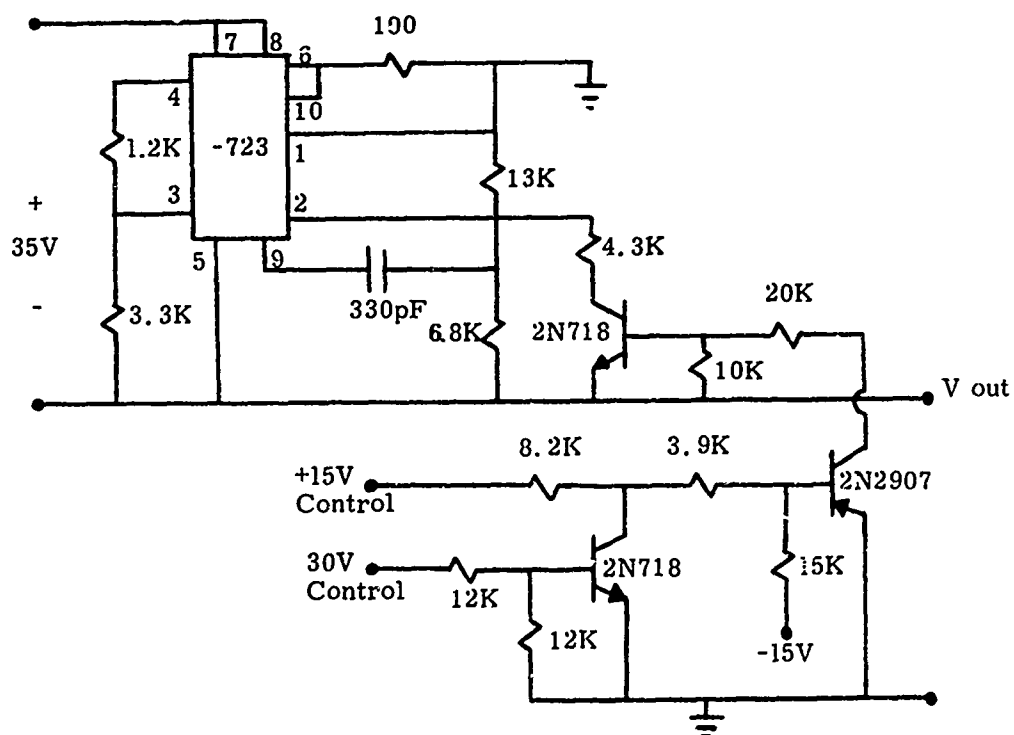 100
7
8
6
4
10
1.2K
-723
1
13K
+
3
2
35V
4.3K
5
9
20K
-
3.3K
330pF
6.8K
2N718
10K
V out
8.2K
3.9K
+15V
Control
2N2907
30V
Control
2N718
15K
12K
12K
-15V